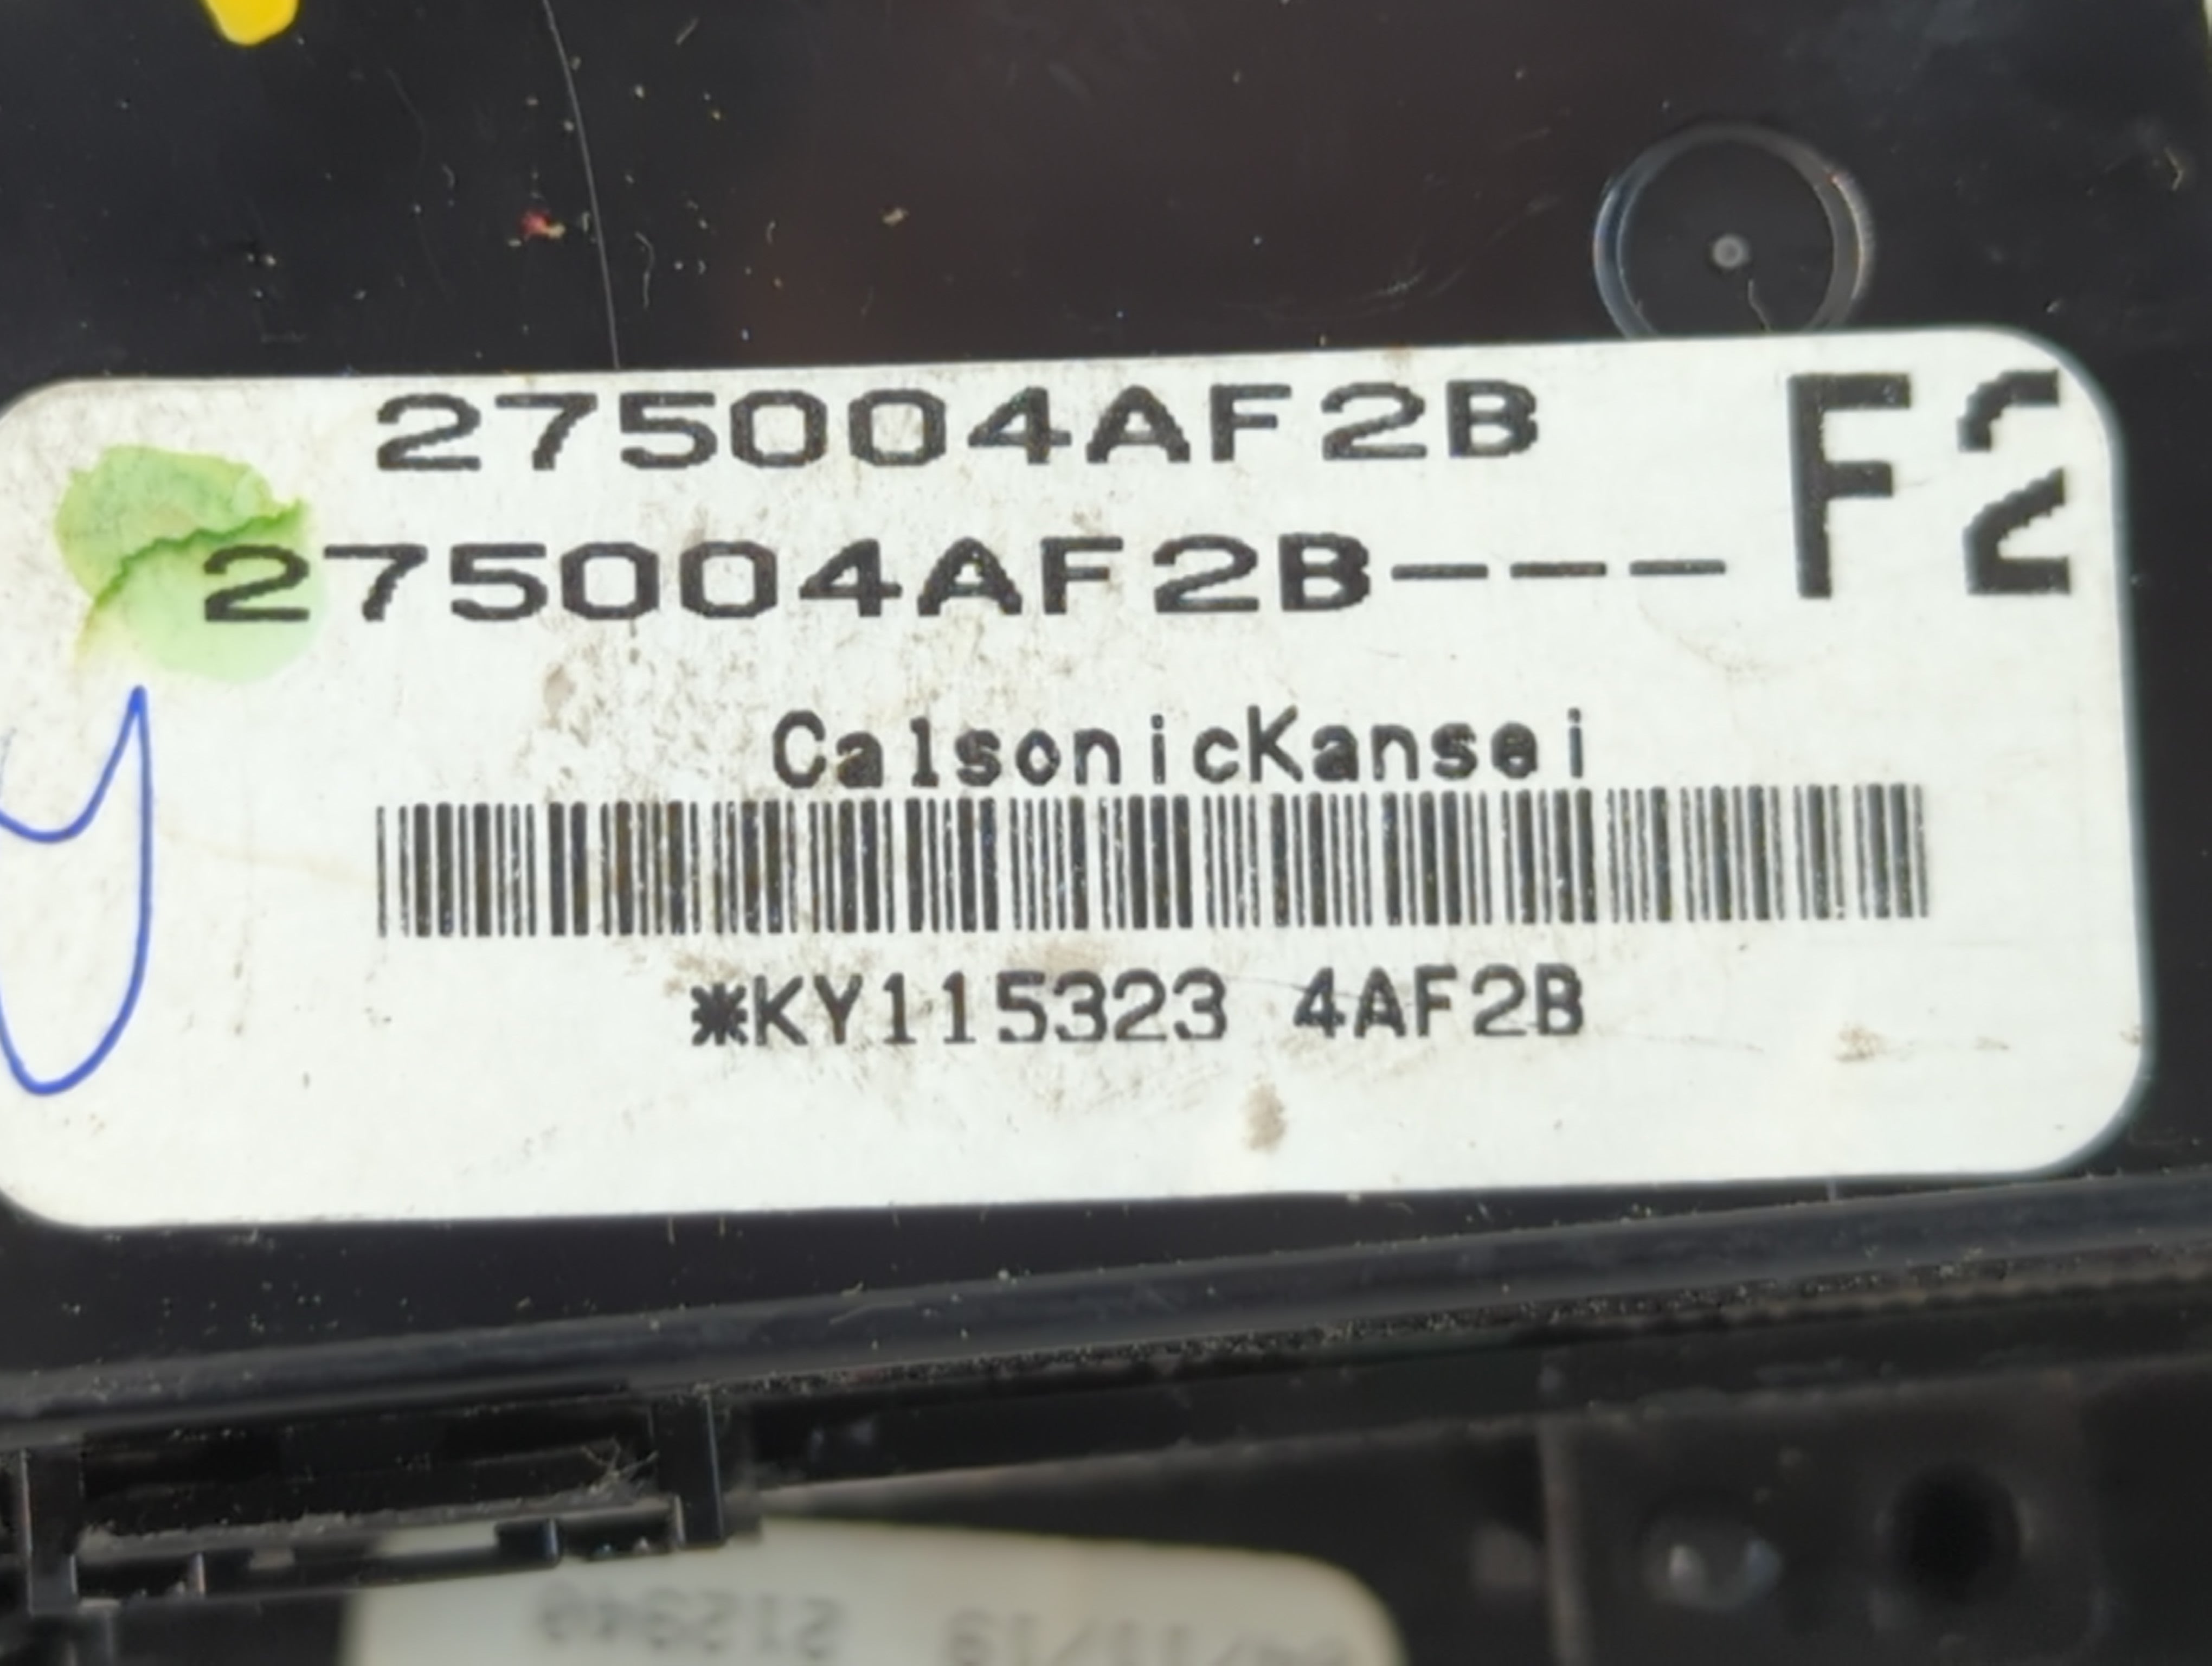 275004AF2B
275004AF2B---
F2
CalsonicKansei
*KY115323 4AF2B